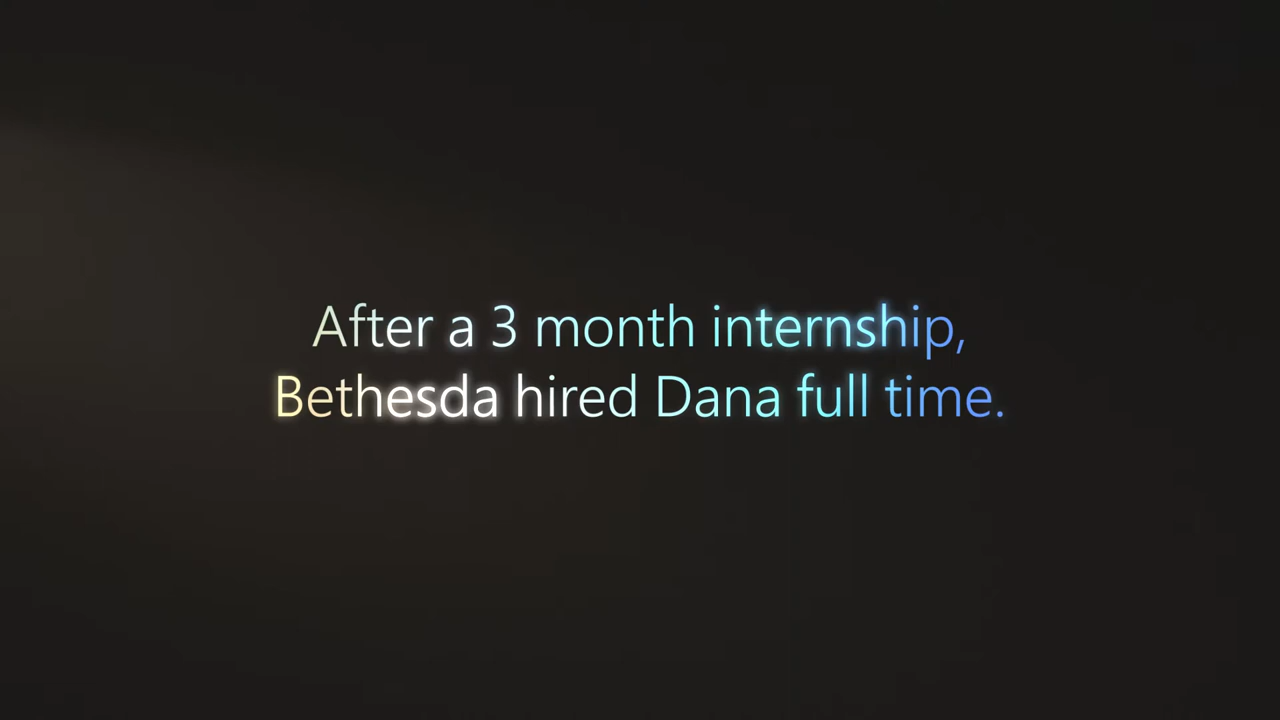 After a 3 month internship,
Bethesda hired Dana full time.